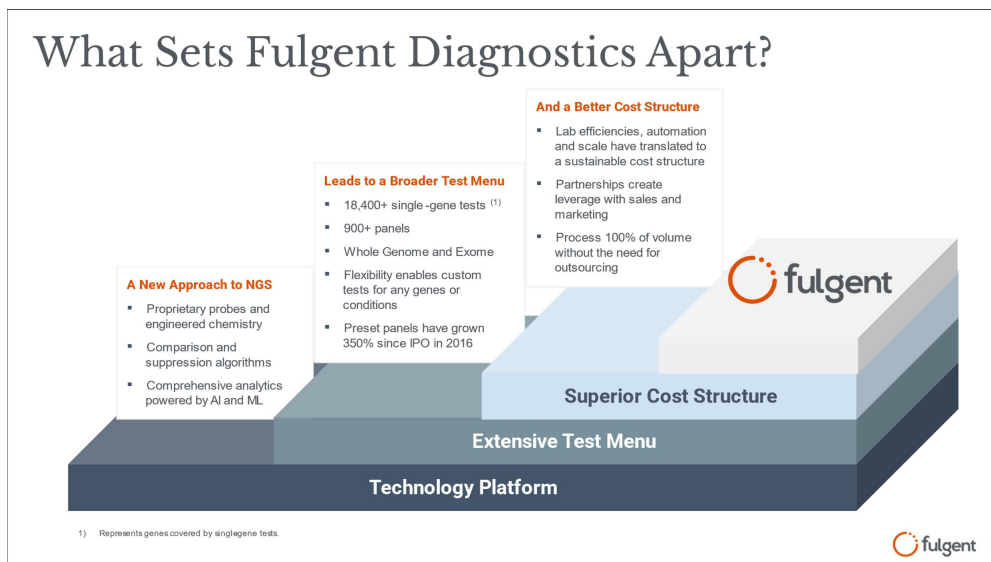 What Sets Fulgent Diagnostics Apart?
And a Better Cost Structure
▪ Lab efficiencies, automation
and scale have translated to
a sustainable cost structure
▪ Partnerships create
leverage with sales and
marketing
▪ Process 100% of volume
without the need for
outsourcing
Leads to a Broader Test Menu
▪ 18,400+ single -gene tests (1)
▪ 900+ panels
▪ Whole Genome and Exome
▪ Flexibility enables custom
tests for any genes or
conditions
▪ Preset panels have grown
350% since IPO in 2016
A New Approach to NGS
▪ Proprietary probes and
engineered chemistry
▪ Comparison and
suppression algorithms
▪ Comprehensive analytics
powered by AI and ML
fulgent
Superior Cost Structure
Extensive Test Menu
Technology Platform
1) Represents genes covered by singlegene tests.
fulgent